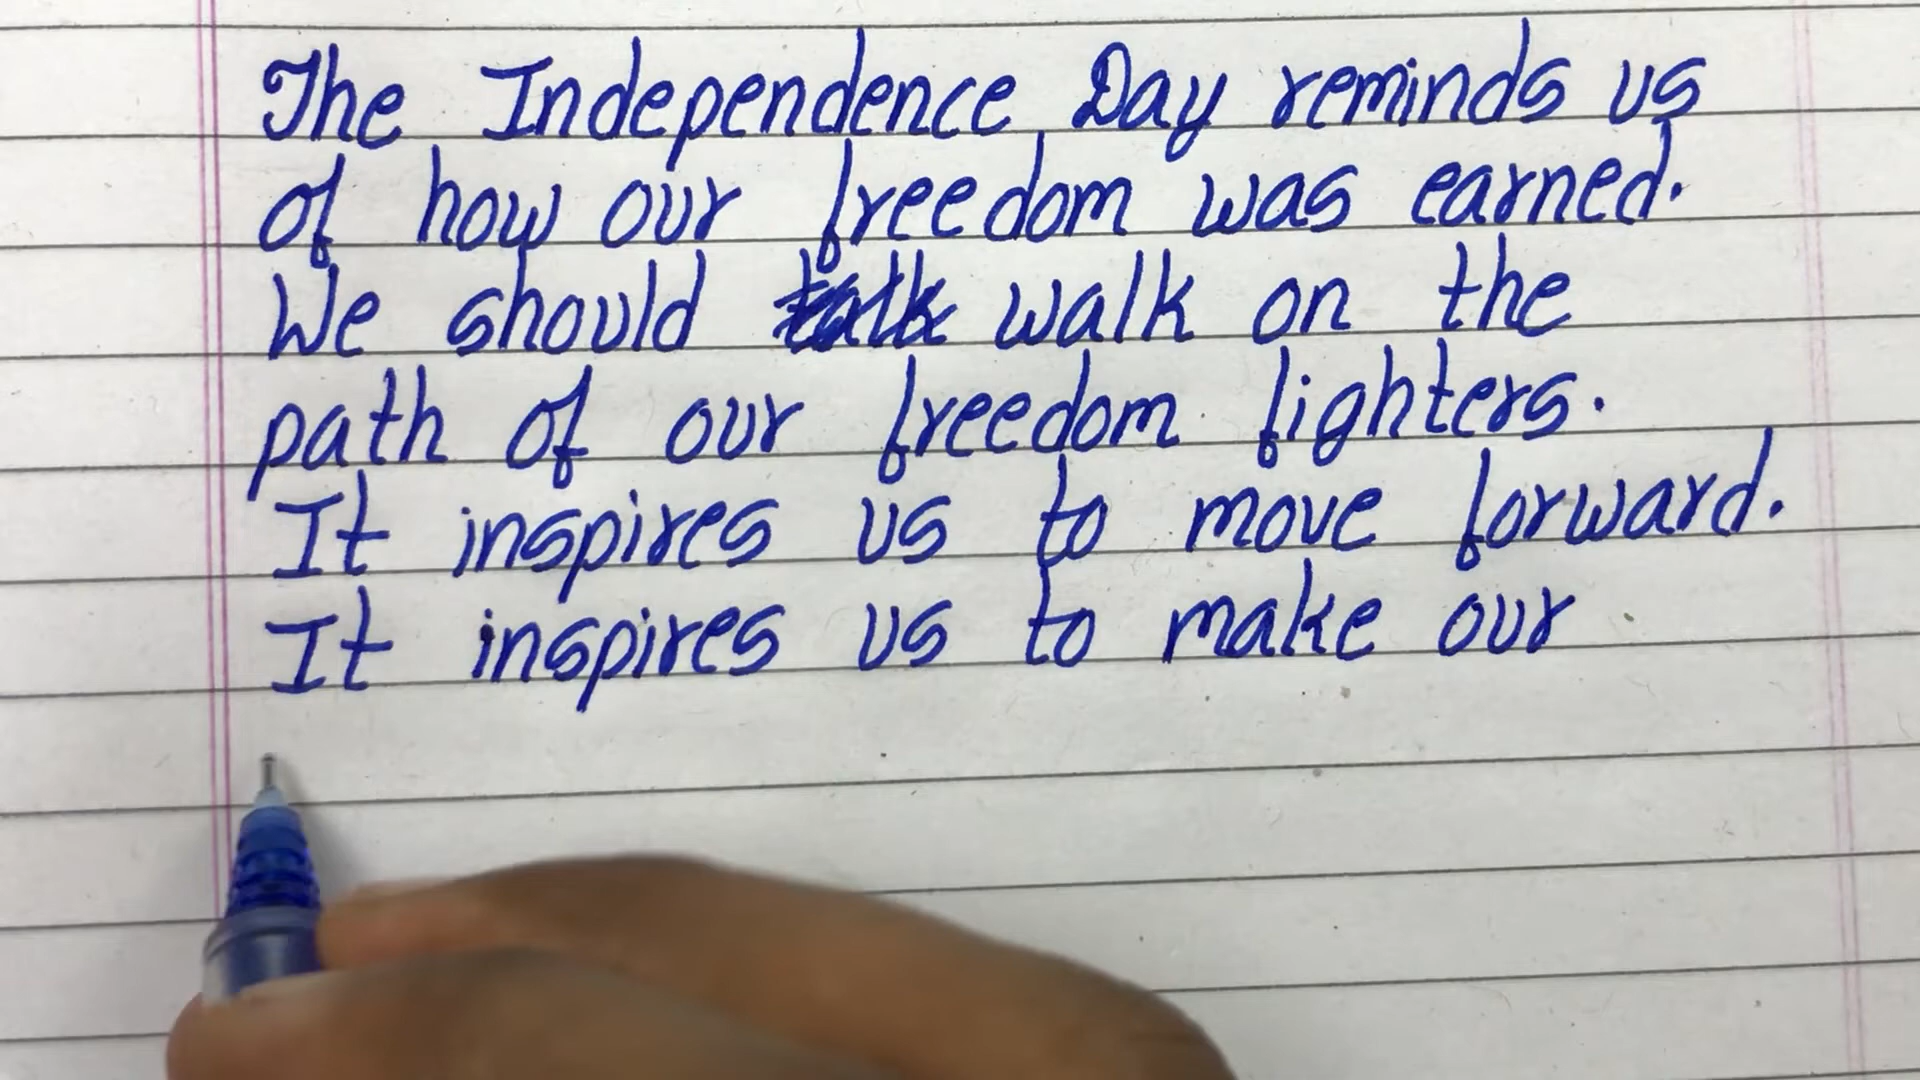 The Independence Day reminds us
of how our freedom was earned.
We should talk walk on the
path of our freedom fighters.
It inspires us to move forward.
It inspires us to make our